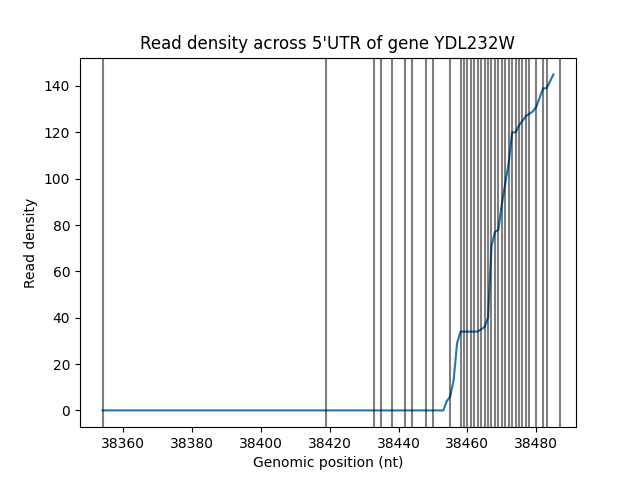 Read density across 5'UTR of gene YDL232W
Read density
140
120
100
80
60
40
20
0
38360 38380 38400 38420 38440 38460 38480
Genomic position (nt)